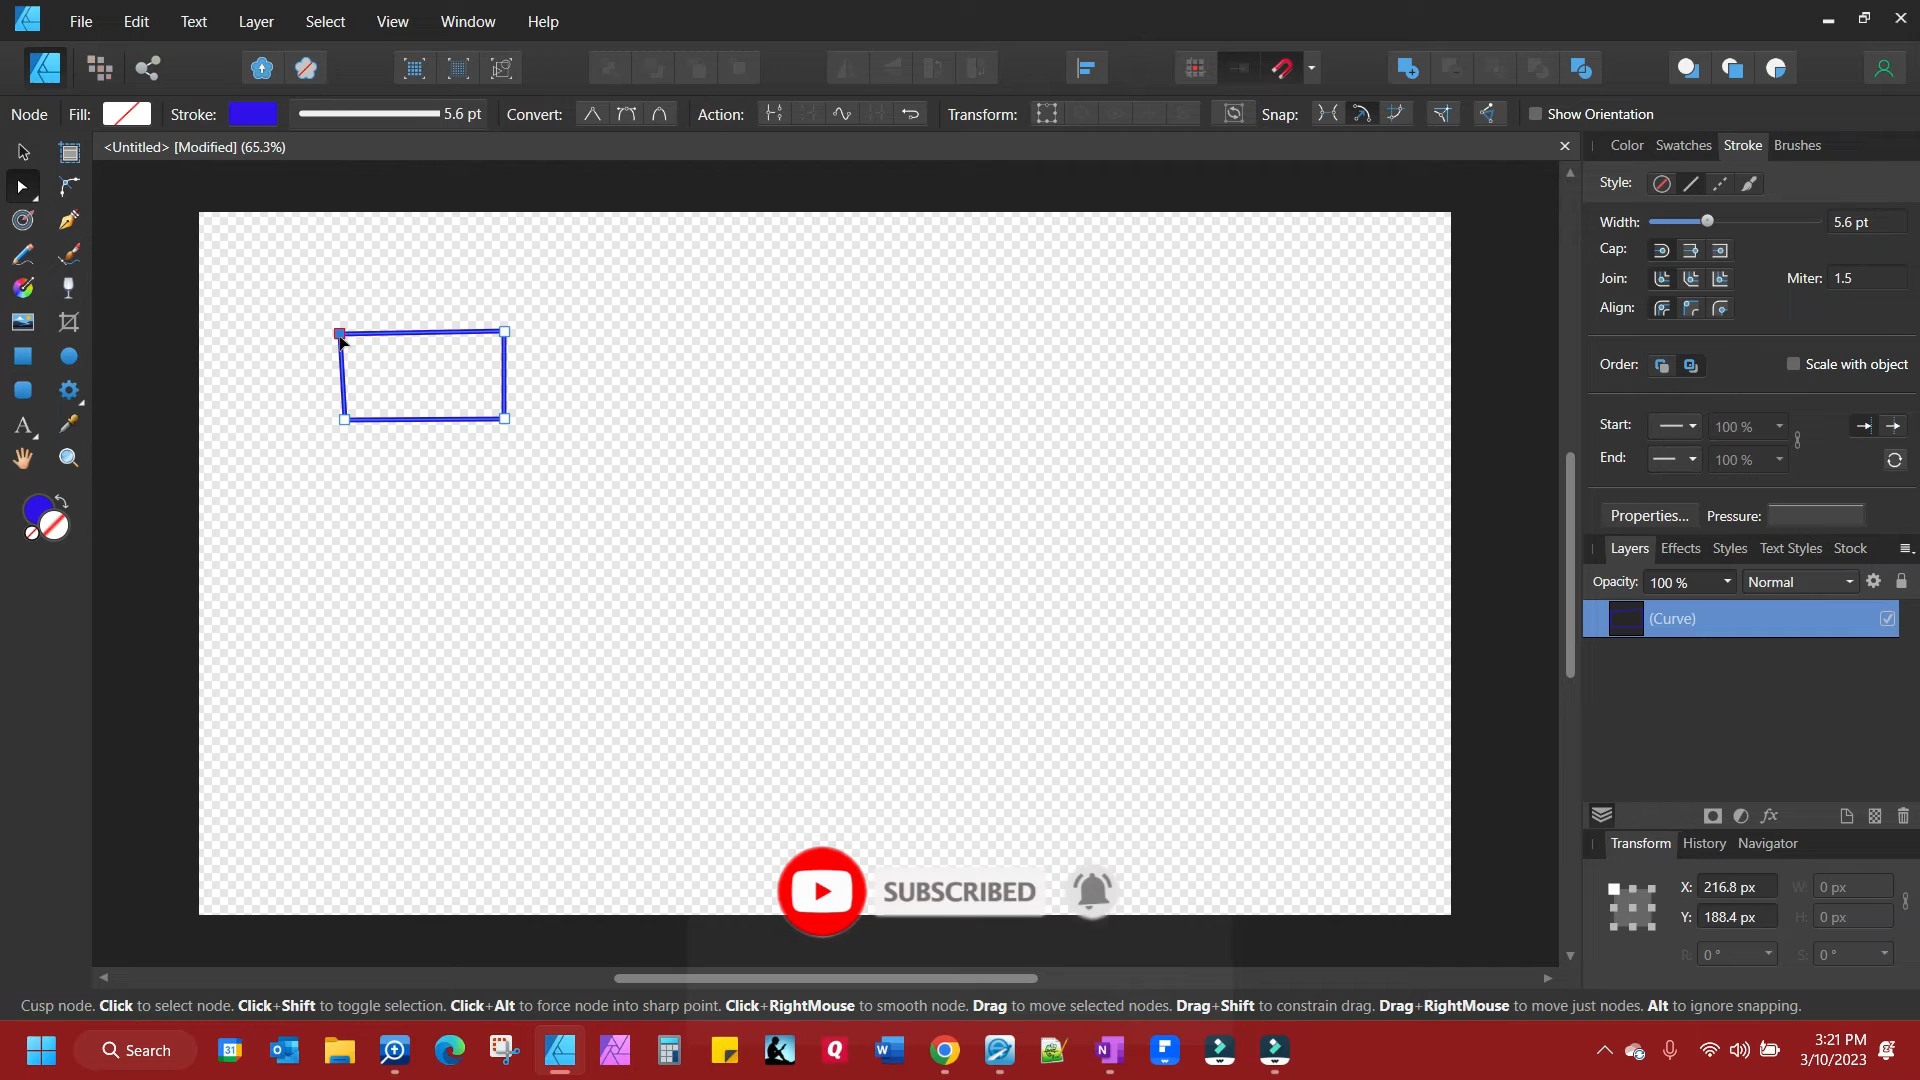 File Edit Text Layer Select View Window Help
Node Fill: Stroke: 5.6 pt Convert: Action: Transform: Snap: Show Orientation
<Untitled> [Modified] (65.3%)
Color Swatches Stroke Brushes
Style:
Width: 5.6 pt
Cap:
Join: Miter: 1.5
Align:
Order: Scale with object
Start: 100 %
End: 100 %
Properties... Pressure:
Layers Effects Styles Text Styles Stock
Opacity: 100 % Normal
(Curve)
fx
Transform History Navigator
X: 216.8 px W: 0 px
Y: 188.4 px H: 0 px
R: 0 ° S: 0 °
A
SUBSCRIBED
Cusp node. Click to select node. Click+Shift to toggle selection. Click+Alt to force node into sharp point. Click+RightMouse to smooth node. Drag to move selected nodes. Drag+Shift to constrain drag. Drag+RightMouse to move just nodes. Alt to ignore snapping.
Search 31 Q W N 3:21 PM
3/10/2023